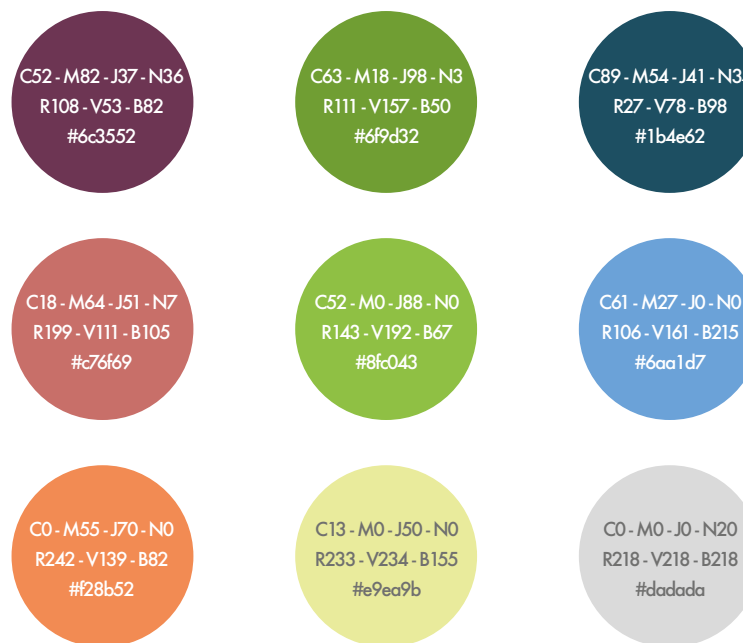 C52 - M82 - J37 - N36
R108 - V53 - B82
#6c3552
C63 - M18 - J98 - N3
R111 - V157 - B50
#6f9d32
C89 - M54 - J41 - 
R27 - V78 - B98
#1b4e62
C18 - M64 - J51 - N7
R199 - V111 - B105
#c76f69
C52 - M0 - J88 - N0
R143 - V192 - B67
#8fc043
C61 - M27 - J0 - N0
R106 - V161 - B215
#6aa1d7
C0 - M55 - J70 - N0
R242 - V139 - B82
#f28b52
C13 - M0 - J50 - N0
R233 - V234 - B155
#e9ea9b
C0 - M0 - J0 - N20
R218 - V218 - B218
#dadada